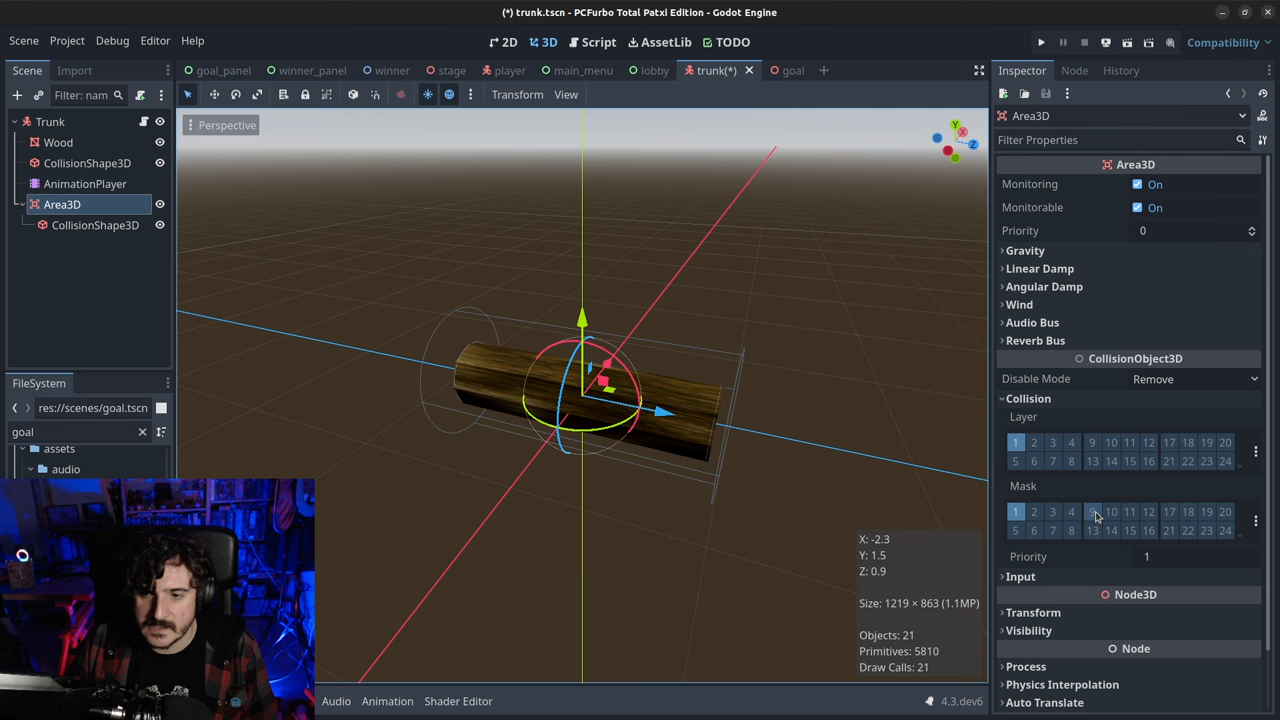 (*) trunk.tscn - PCFurbo Total Patxi Edition - Godot Engine
Scene Project Debug Editor Help
2D 3D Script AssetLib TODO
Compatibility
Scene Import
goal_panel winner_panel winner stage player main_menu lobby trunk(*) goal
Inspector Node History
Filter: nam
Transform View
Area3D
Trunk
Wood
CollisionShape3D
AnimationPlayer
Area3D
CollisionShape3D
Perspective
Y X Z
Filter Properties
Area3D
Monitoring On
Monitorable On
Priority 0
Gravity
Linear Damp
Angular Damp
Wind
Audio Bus
Reverb Bus
CollisionObject3D
Disable Mode Remove
Collision
Layer
1 2 3 4 9 10 11 12 17 18 19 20
5 6 7 8 13 14 15 16 21 22 23 24
Mask
1 2 3 4 9 10 11 12 17 18 19 20
5 6 7 8 13 14 15 16 21 22 23 24
Priority 1
Input
Node3D
Transform
Visibility
Node
Process
Physics Interpolation
Auto Translate
FileSystem
res://scenes/goal.tscn
goal
assets
audio
X: -2.3
Y: 1.5
Z: 0.9
Size: 1219 × 863 (1.1MP)
Objects: 21
Primitives: 5810
Draw Calls: 21
Audio Animation Shader Editor
4.3.dev6